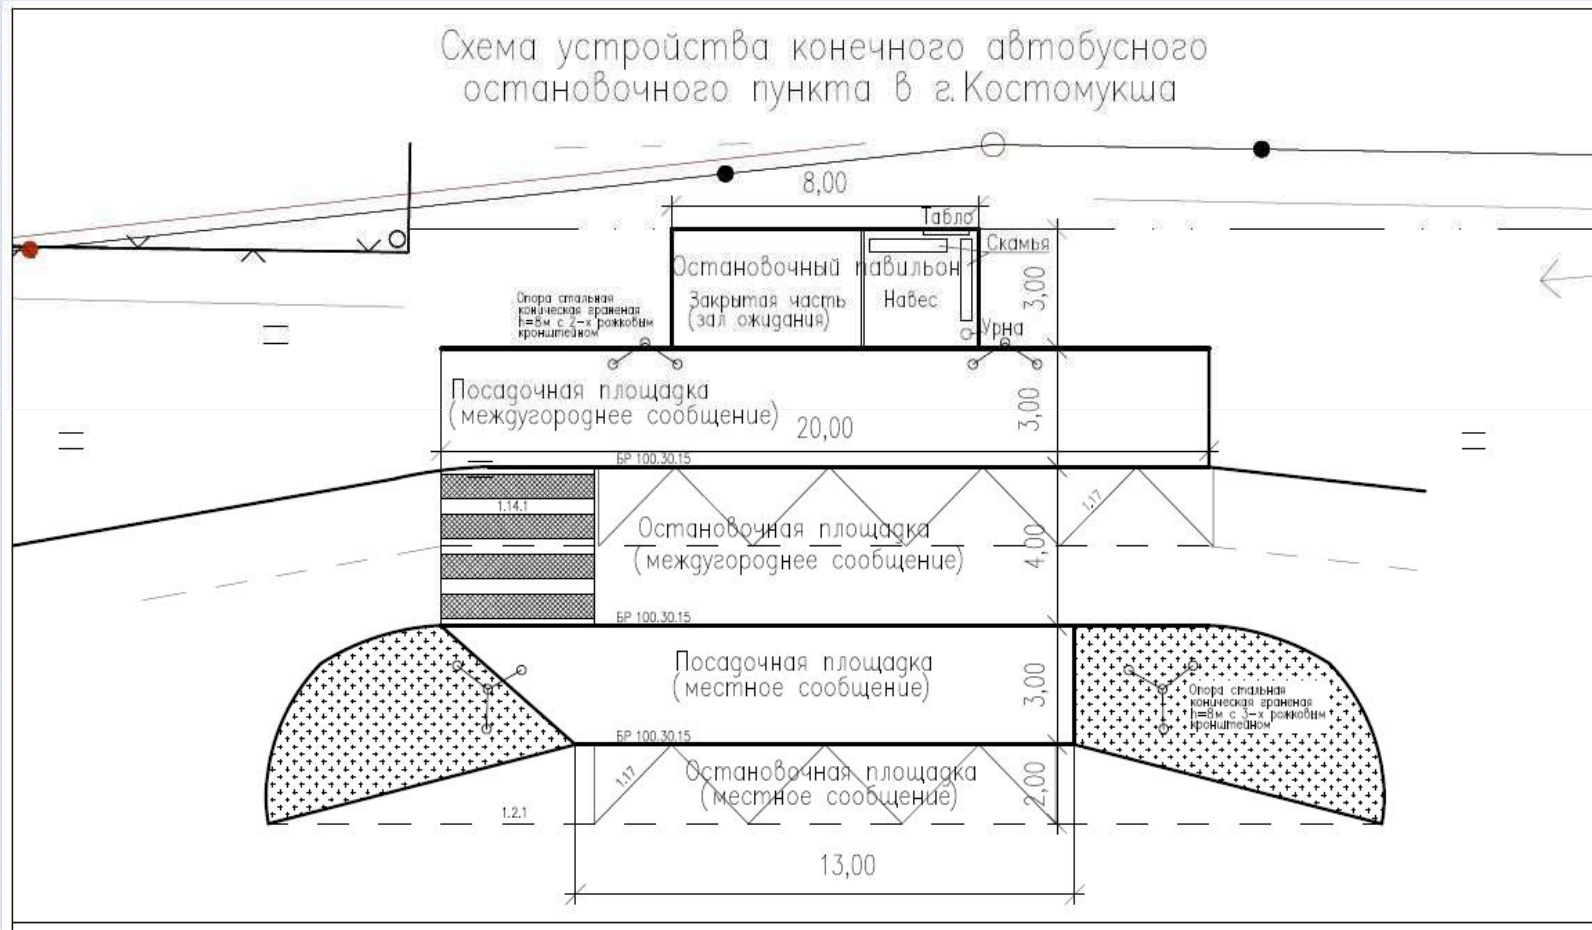 Схема устройства конечного автобусного
остановочного пункта в г.Костомукша
8,00
Табло
Скамья
Остановочный павильон
Закрытая часть
(зал ожидания)
Навес
3,00
Урна
Опора стальная
коническая граненая
h=8м с 2-х рожковым
кронштейном
Посадочная площадка
(междугороднее сообщение)
3,00
20,00
БР 100.30.15
1.14.1
1.17
Остановочная площадка
(междугороднее сообщение)
4,00
БР 100.30.15
Посадочная площадка
(местное сообщение)
3,00
Опора стальная
коническая граненая
h=8м с 3-х рожковым
кронштейном
БР 100.30.15
1.17
Остановочная площадка
(местное сообщение)
2,00
1.2.1
13,00